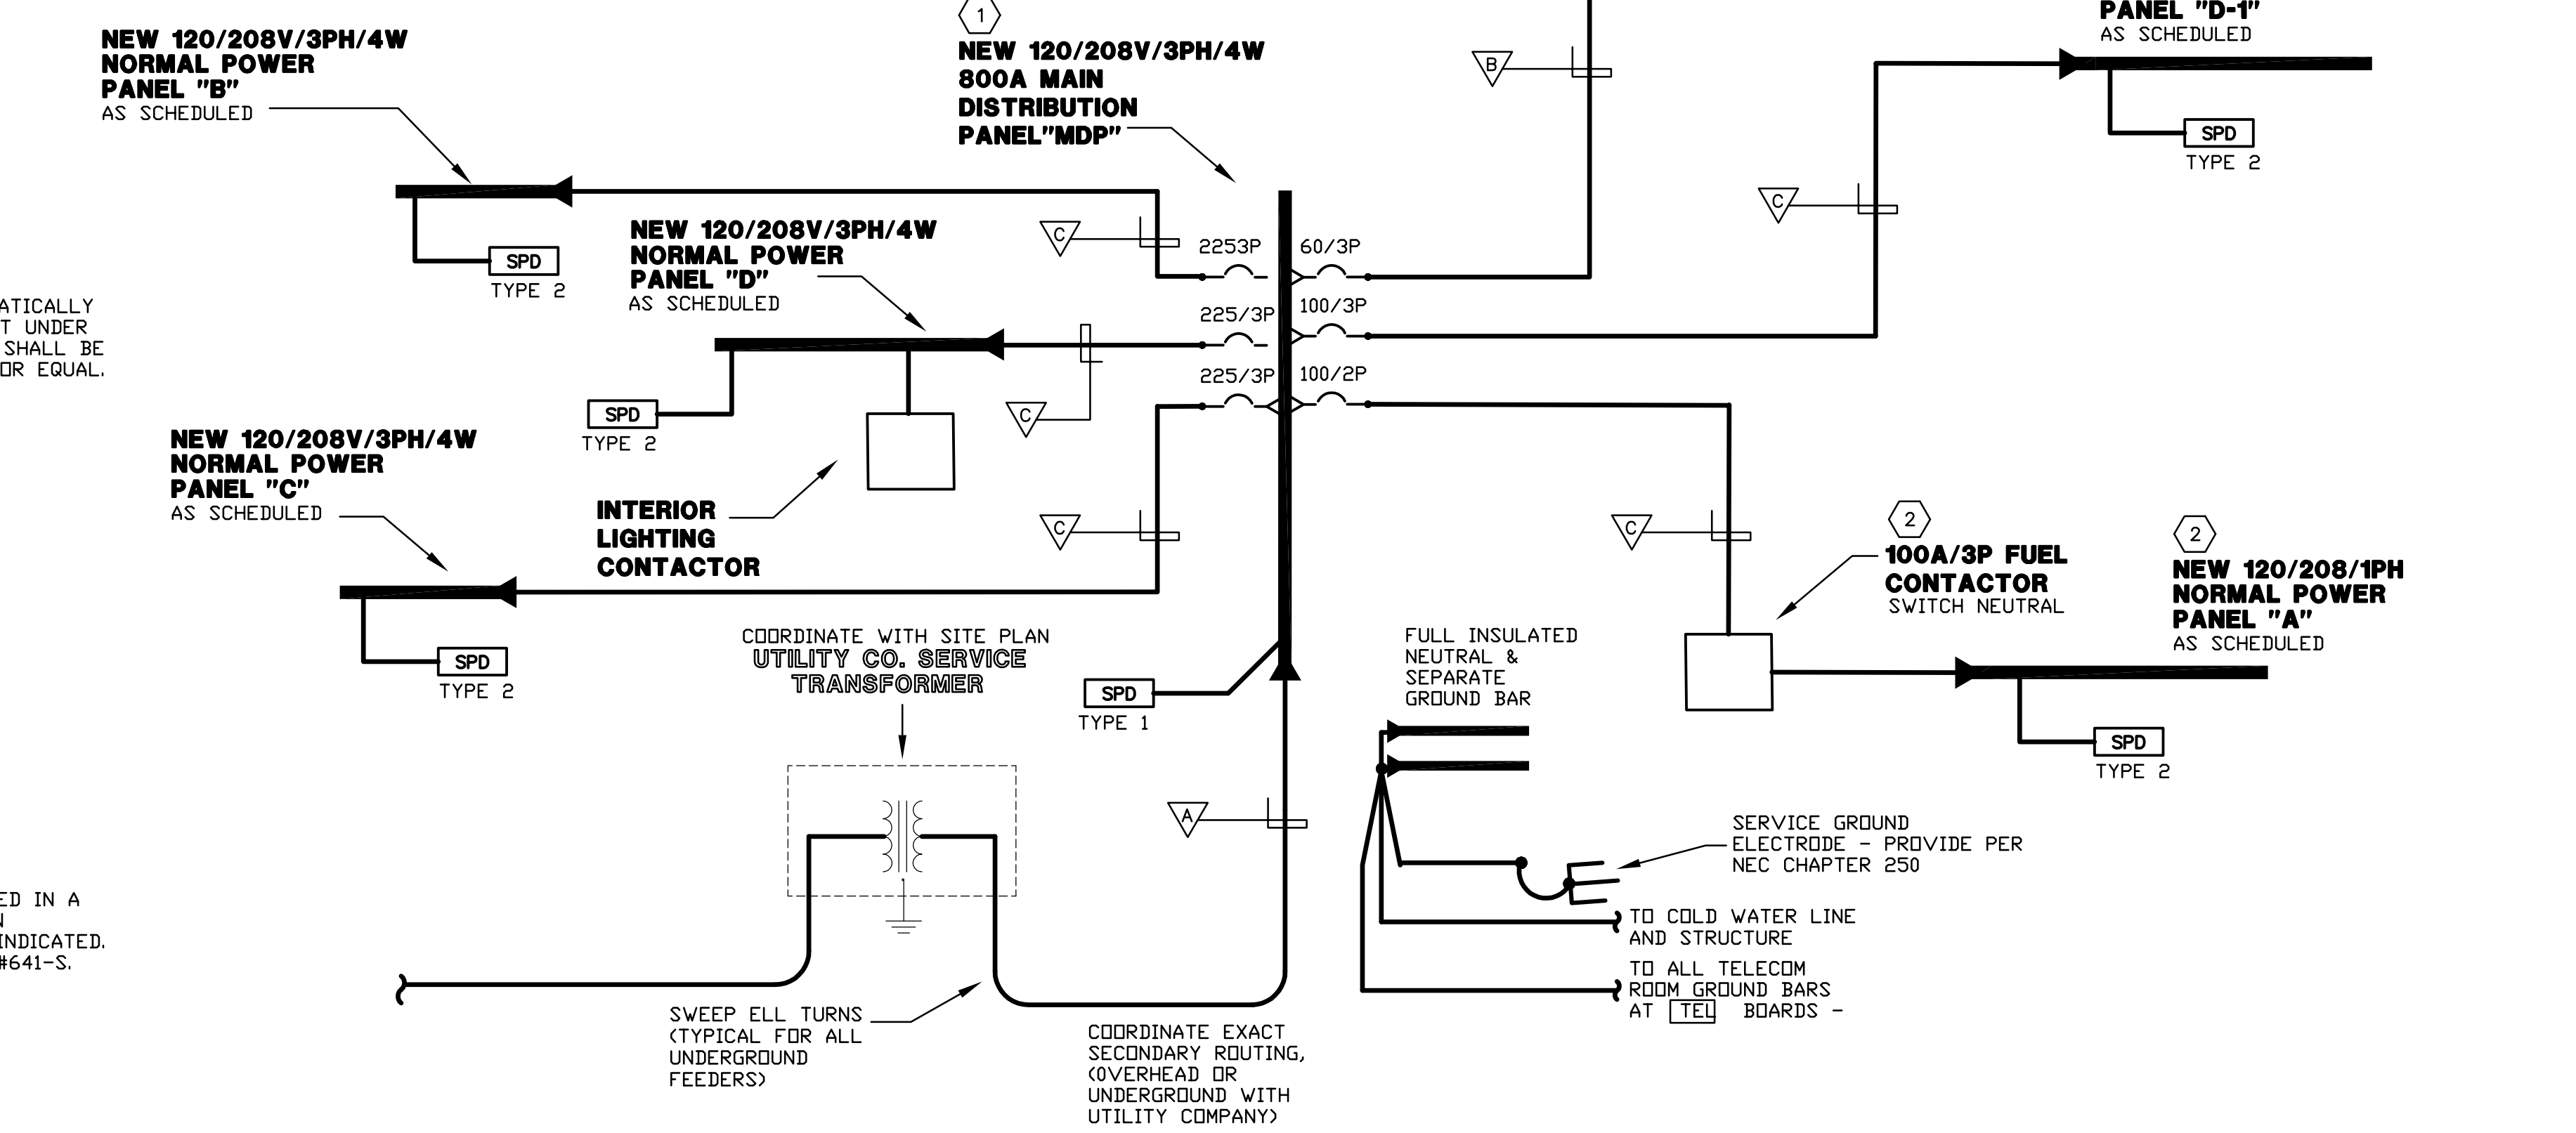 NEW 120/208V/3PH/4W
NORMAL POWER
PANEL "B"
AS SCHEDULED
SPD
TYPE 2
1
NEW 120/208V/3PH/4W
800A MAIN
DISTRIBUTION
PANEL"MDP"
B
PANEL "D-1"
AS SCHEDULED
SPD
TYPE 2
C
C
2253P
60/3P
225/3P
100/3P
225/3P
100/2P
NEW 120/208V/3PH/4W
NORMAL POWER
PANEL "D"
AS SCHEDULED
SPD
TYPE 2
C
ATICALLY
T UNDER
SHALL BE
OR EQUAL.
NEW 120/208V/3PH/4W
NORMAL POWER
PANEL "C"
AS SCHEDULED
SPD
TYPE 2
INTERIOR
LIGHTING
CONTACTOR
C
C
2
100A/3P FUEL
CONTACTOR
SWITCH NEUTRAL
2
NEW 120/208/1PH
NORMAL POWER
PANEL "A"
AS SCHEDULED
SPD
TYPE 2
COORDINATE WITH SITE PLAN
UTILITY CO. SERVICE
TRANSFORMER
SPD
TYPE 1
FULL INSULATED
NEUTRAL &
SEPARATE
GROUND BAR
A
SERVICE GROUND
ELECTRODE - PROVIDE PER
NEC CHAPTER 250
TO COLD WATER LINE
AND STRUCTURE
TO ALL TELECOM
ROOM GROUND BARS
AT TEL BOARDS -
ED IN A
N
INDICATED.
#641-S.
SWEEP ELL TURNS
(TYPICAL FOR ALL
UNDERGROUND
FEEDERS)
COORDINATE EXACT
SECONDARY ROUTING,
(OVERHEAD OR
UNDERGROUND WITH
UTILITY COMPANY)